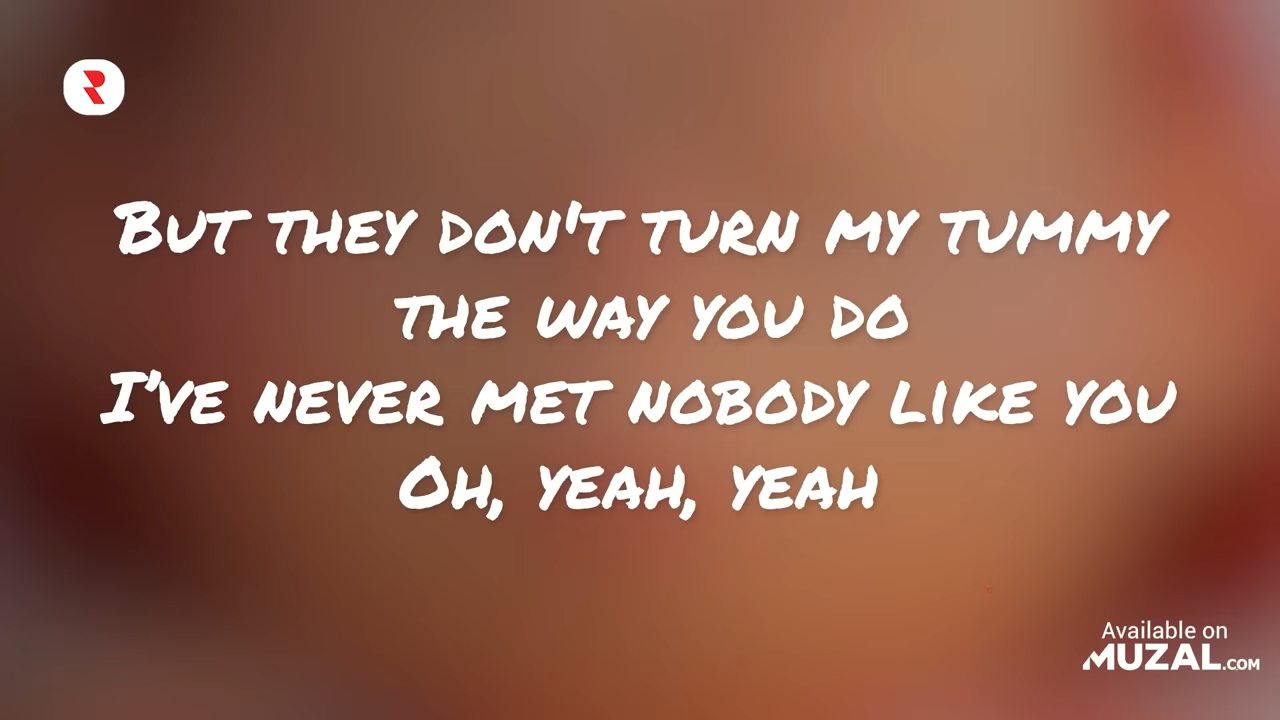 But they don't turn my tummy
the way you do
I've never met nobody like you
Oh, yeah, yeah
Available on
MUZAL.COM